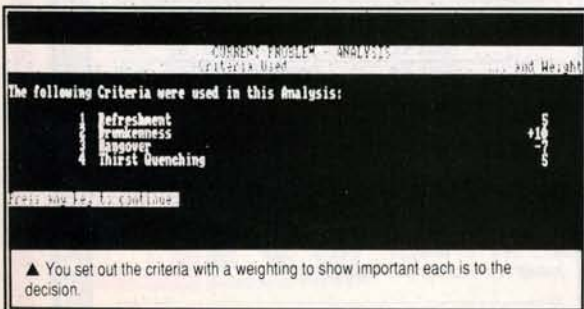 CURRENT PROBLEM - ANALYSIS
Criteria Used ... and Weight
The following Criteria were used in this Analysis:
1 Refreshment 5
2 Drunkenness +10
3 Hangover -7
4 Thirst Quenching 5
Press any key to continue
▲ You set out the criteria with a weighting to show important each is to the
decision.